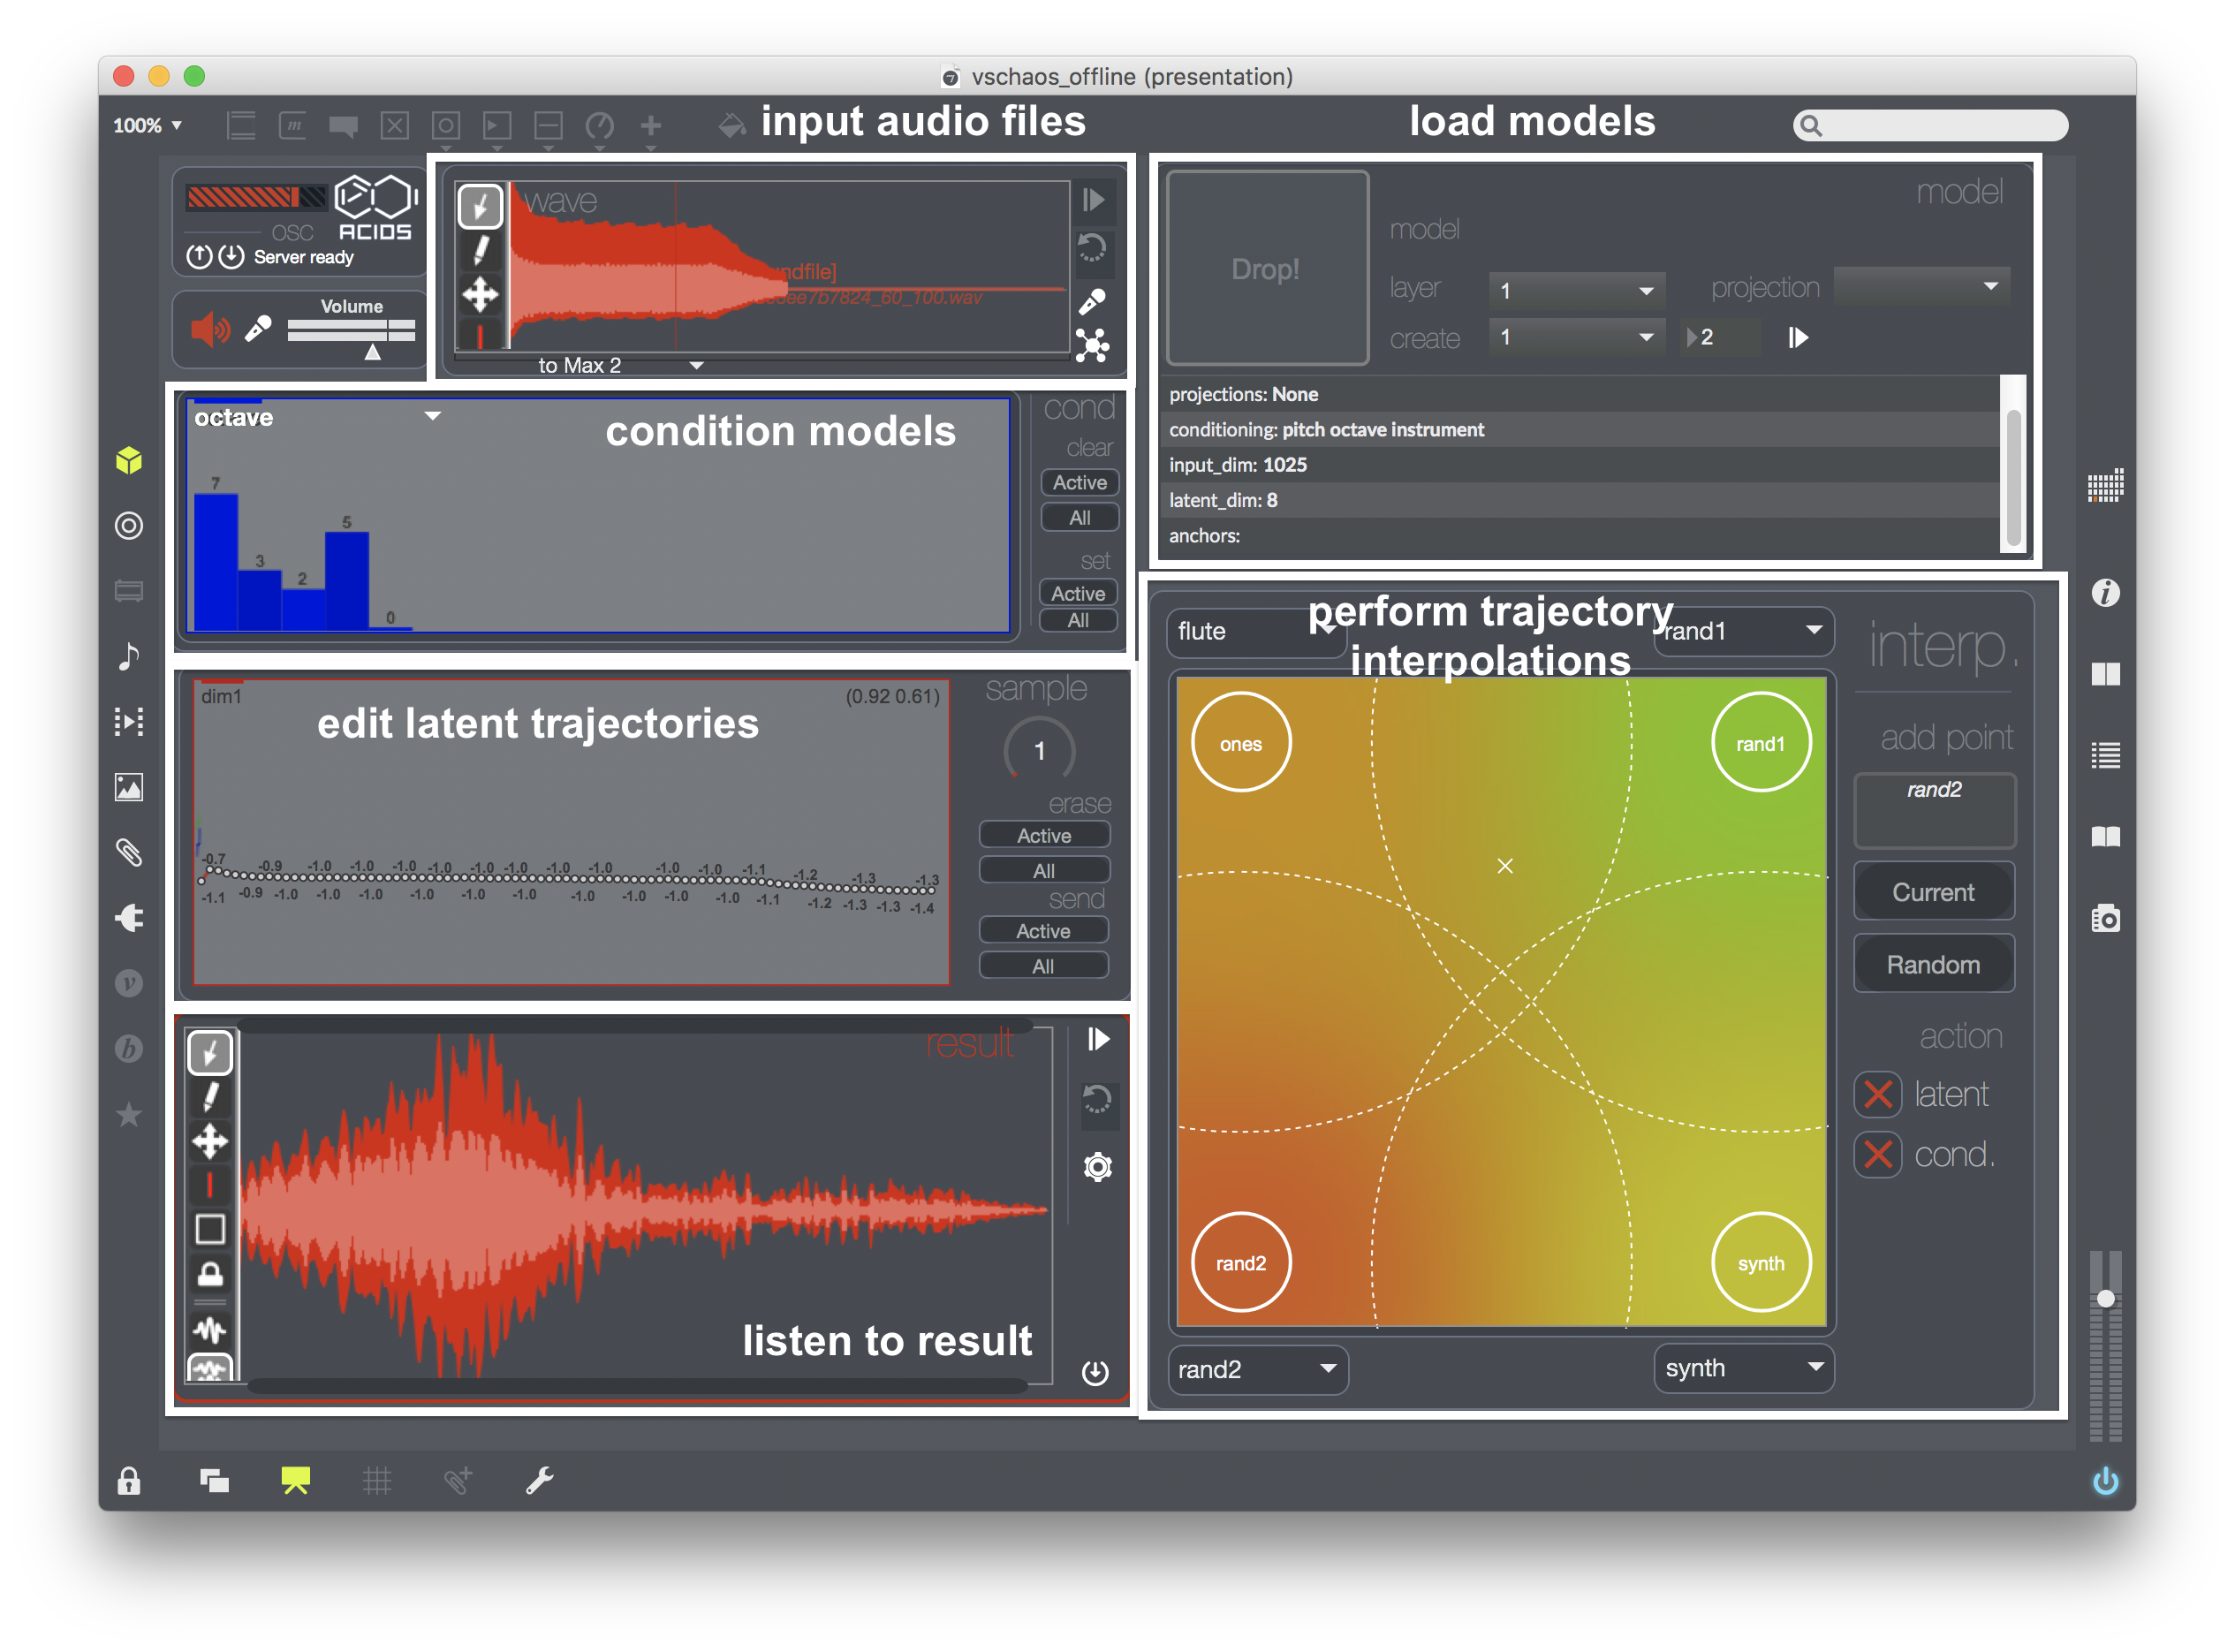 vschaos_offline (presentation)
100%
input audio files
load models
OSC
ACIDS
Server ready
Volume
wave
ndfile]
ee7b7824_60_100.wav
to Max 2
Drop!
model
model
layer
1
projection
create
1
2
projections: None
conditioning: pitch octave instrument
input_dim: 1025
latent_dim: 8
anchors:
octave
condition models
7
3
2
5
0
cond
clear
Active
All
set
Active
All
dim1
(0.92 0.61)
edit latent trajectories
-0.7 -0.9 -1.0 -1.0 -1.0 -1.0 -1.0 -1.0 -1.0 -1.0 -1.0 -1.0 -1.1 -1.2 -1.3 -1.3
-1.1 -0.9 -1.0 -1.0 -1.0 -1.0 -1.0 -1.0 -1.0 -1.0 -1.0 -1.0 -1.1 -1.2 -1.3 -1.3 -1.4
sample
1
erase
Active
All
send
Active
All
result
listen to result
flute
perform trajectory
interpolations
rand1
ones
rand1
rand2
synth
rand2
synth
interp.
add point
rand2
Current
Random
action
latent
cond.